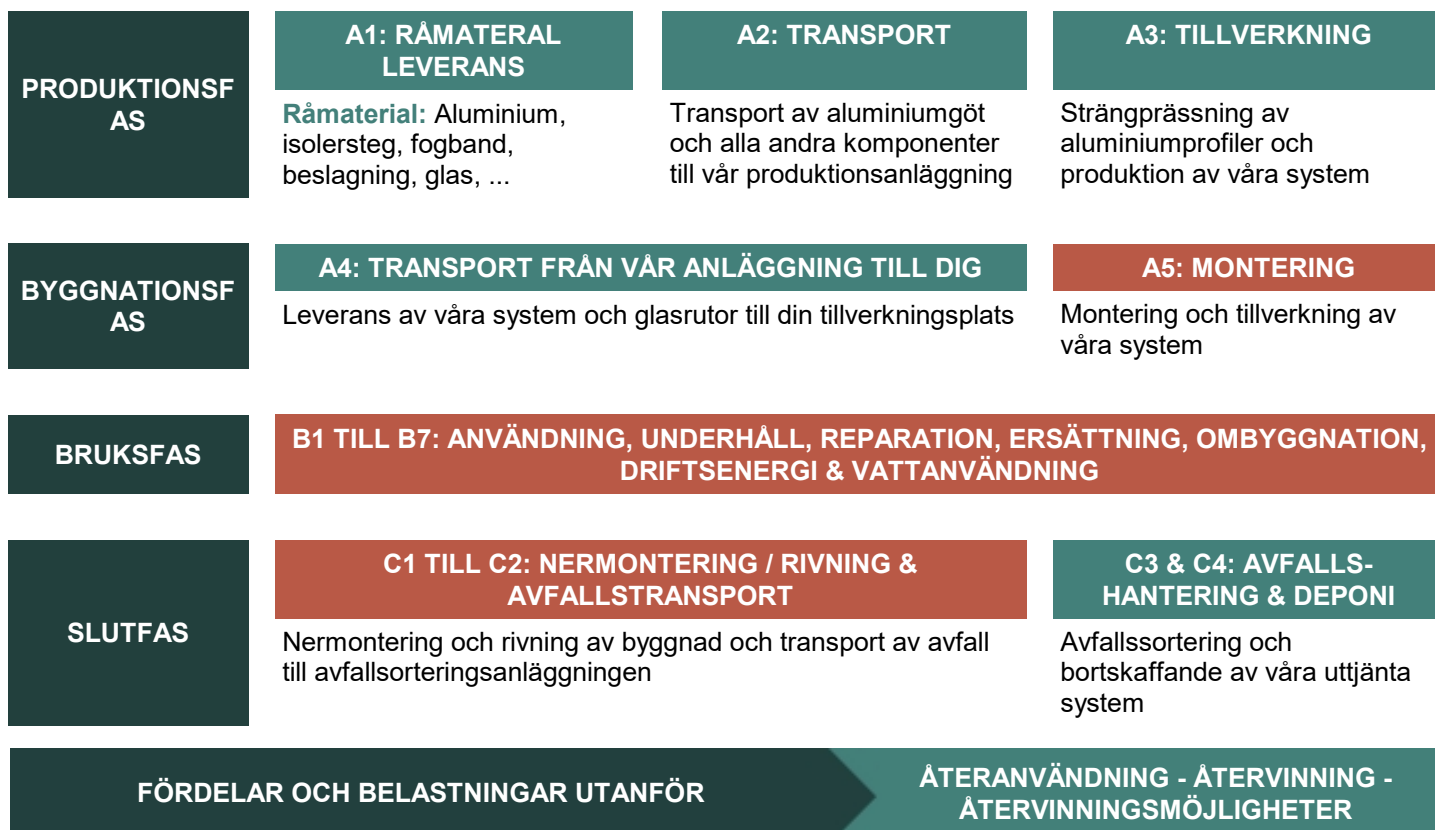 PRODUKTIONSF
AS
A1: RÅMATERAL
LEVERANS
Råmaterial: Aluminium,
isolersteg, fogband,
beslagning, glas, ...
A2: TRANSPORT
Transport av aluminiumgöt
och alla andra komponenter
till vår produktionsanläggning
A3: TILLVERKNING
Strängprässning av
aluminiumprofiler och
produktion av våra system
BYGGNATIONSF
AS
A4: TRANSPORT FRÅN VÅR ANLÄGGNING TILL DIG
Leverans av våra system och glasrutor till din tillverkningsplats
A5: MONTERING
Montering och tillverkning av
våra system
BRUKSFAS
B1 TILL B7: ANVÄNDNING, UNDERHÅLL, REPARATION, ERSÄTTNING, OMBYGGNATION,
DRIFTSENERGI & VATTANVÄNDNING
SLUTFAS
C1 TILL C2: NERMONTERING / RIVNING &
AVFALLSTRANSPORT
Nermontering och rivning av byggnad och transport av avfall
till avfallsorteringsanläggningen
C3 & C4: AVFALLS-
HANTERING & DEPONI
Avfallssortering och
bortskaffande av våra uttjänta
system
FÖRDELAR OCH BELASTNINGAR UTANFÖR
ÅTERANVÄNDNING - ÅTERVINNING -
ÅTERVINNINGSMÖJLIGHETER